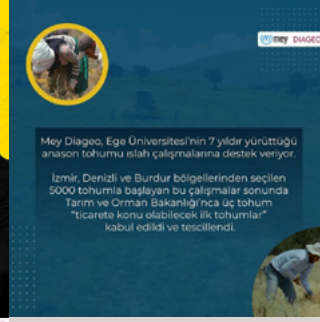 mey DIAGEO
Mey Diageo, Ege Üniversitesi'nin 7 yıldır yürüttüğü
anason tohumu ıslah çalışmalarına destek veriyor.
İzmir, Denizli ve Burdur bölgellerinden seçilen
5000 tohumla başlayan bu çalışmalar sonunda
Tarım ve Orman Bakanlığı'nca üç tohum
"ticarete konu olabilecek ilk tohumlar"
kabul edildi ve tescillendi.